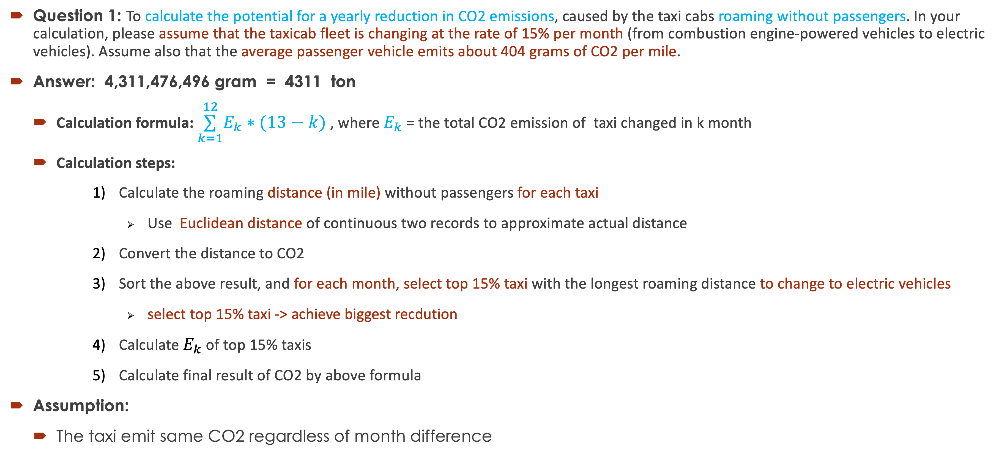 Question 1: To calculate the potential for a yearly reduction in CO2 emissions, caused by the taxi cabs roaming without passengers. In your
calculation, please assume that the taxicab fleet is changing at the rate of 15% per month (from combustion engine-powered vehicles to electric
vehicles). Assume also that the average passenger vehicle emits about 404 grams of CO2 per mile.
Answer: 4,311,476,496 gram = 4311 ton
Calculation formula: ∑_{k=1}^{12} E_k * (13 − k) , where E_k = the total CO2 emission of taxi changed in k month
Calculation steps:
1) Calculate the roaming distance (in mile) without passengers for each taxi
➢ Use Euclidean distance of continuous two records to approximate actual distance
2) Convert the distance to CO2
3) Sort the above result, and for each month, select top 15% taxi with the longest roaming distance to change to electric vehicles
➢ select top 15% taxi -> achieve biggest recdution
4) Calculate E_k of top 15% taxis
5) Calculate final result of CO2 by above formula
Assumption:
The taxi emit same CO2 regardless of month difference